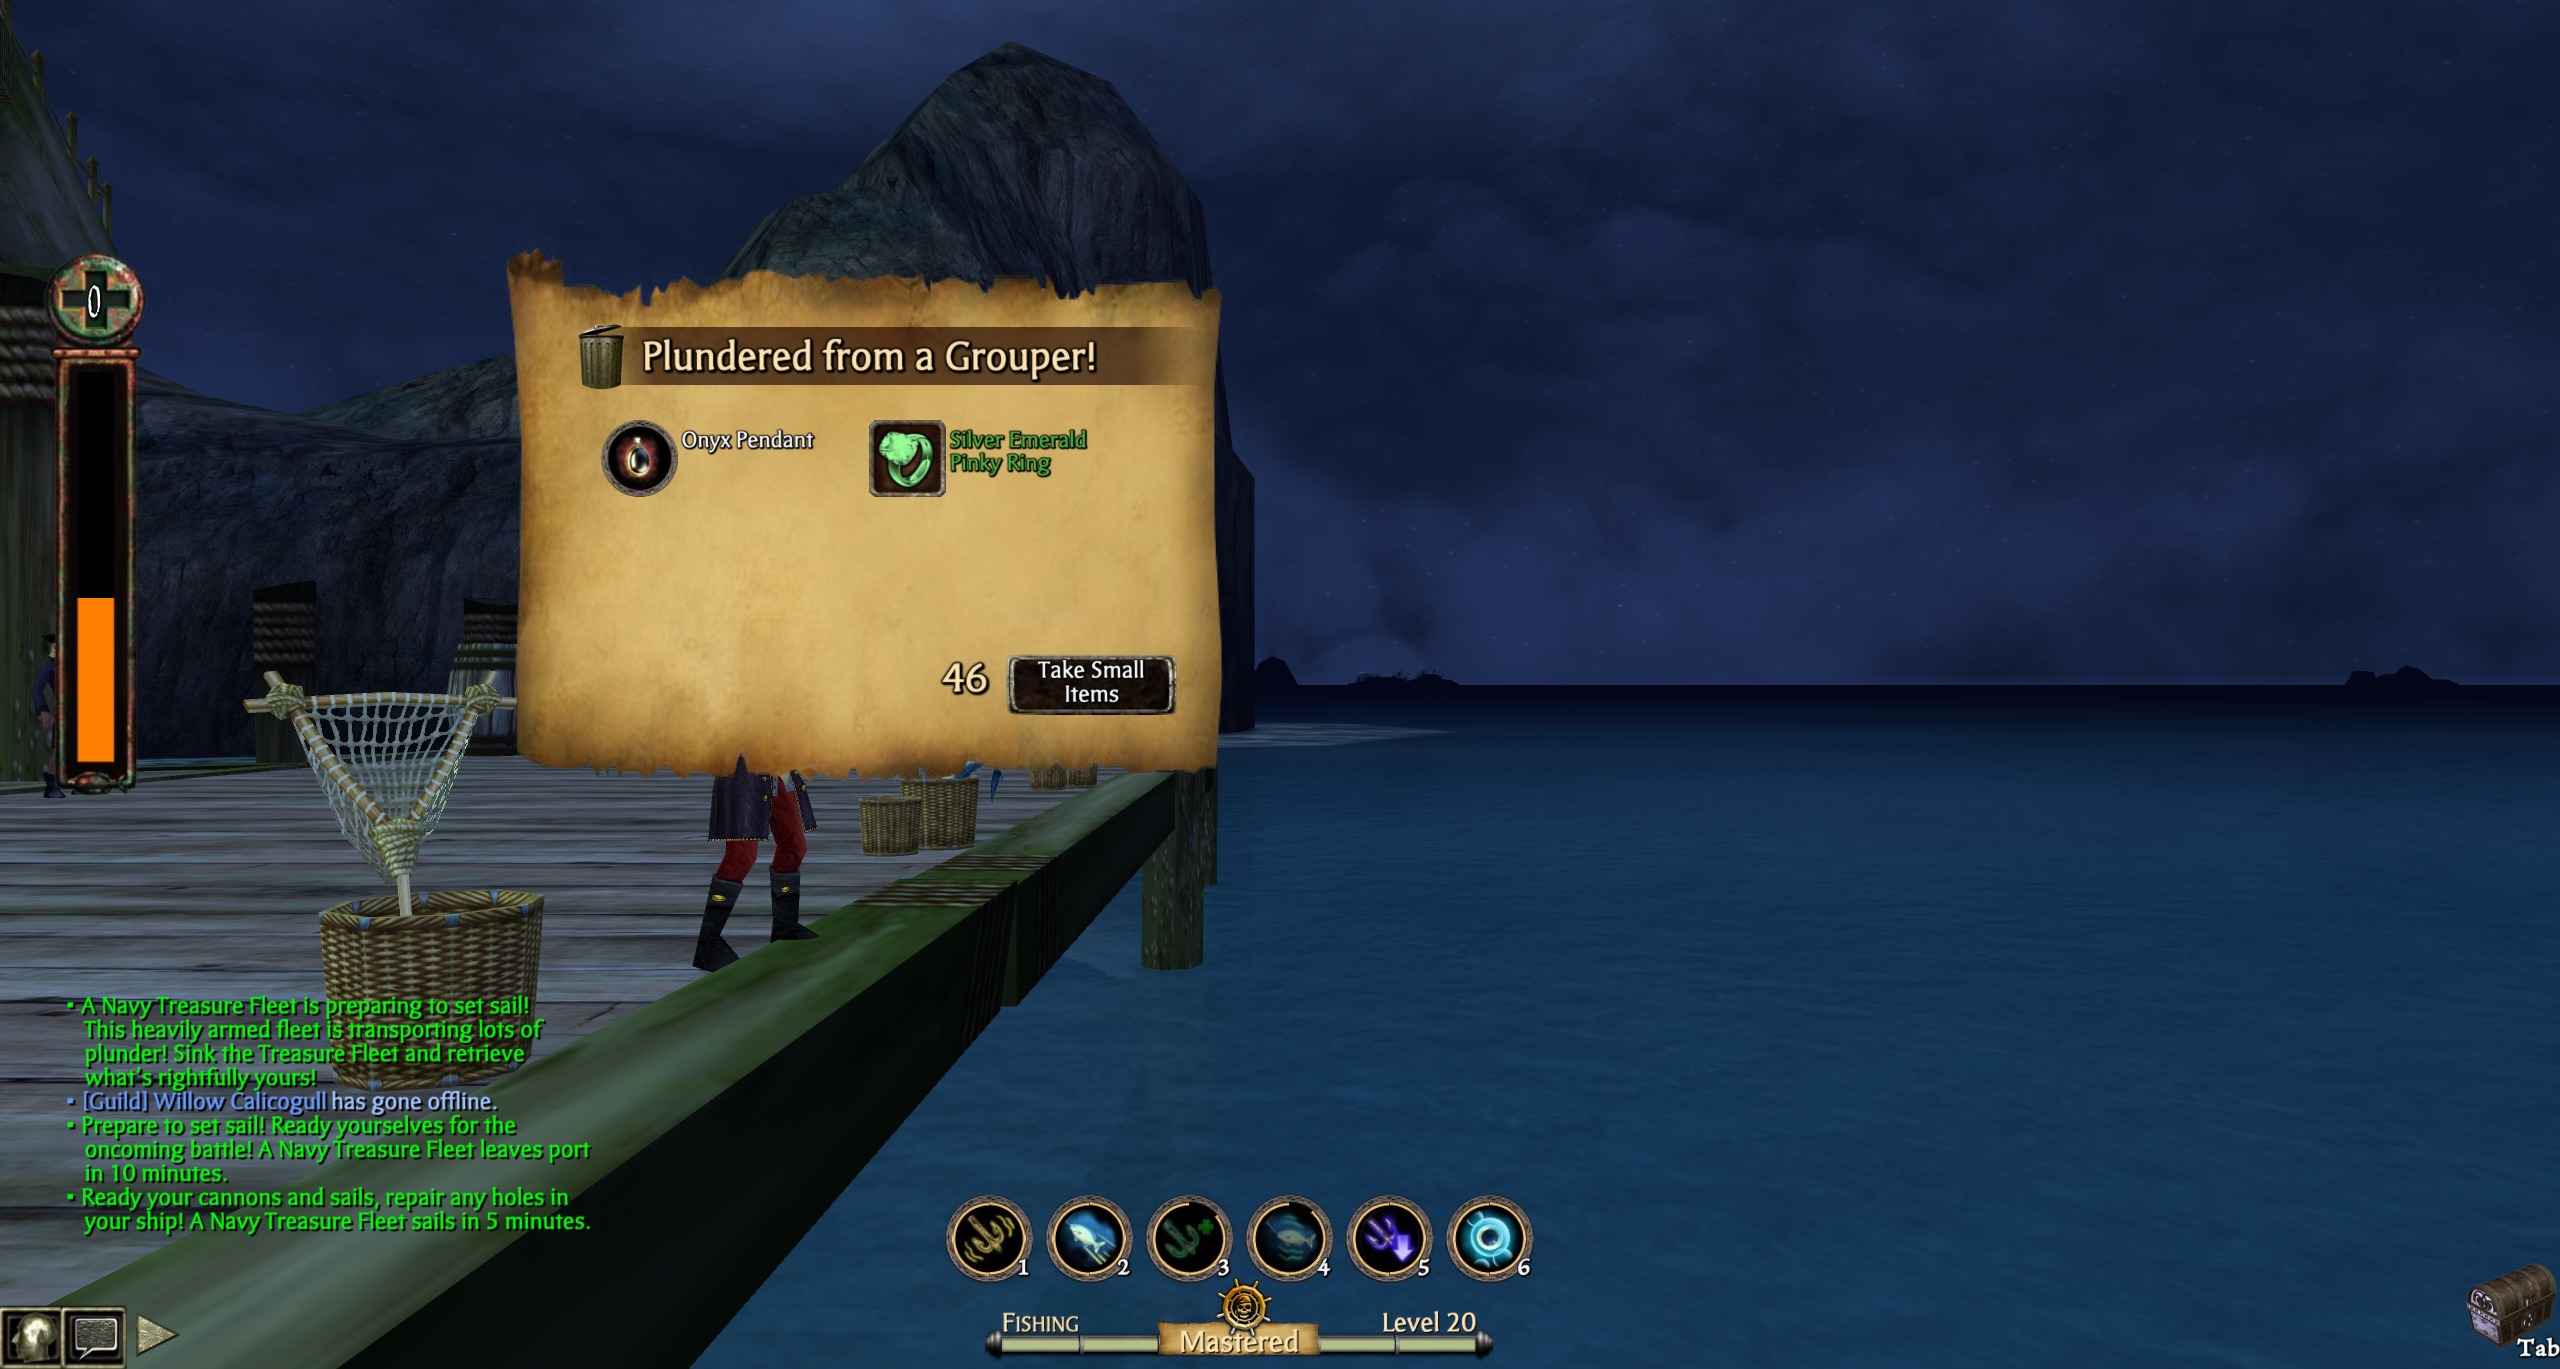 0
Plundered from a Grouper!
Onyx Pendant
Silver Emerald
Pinky Ring
46
Take Small
Items
▪ A Navy Treasure Fleet is preparing to set sail!
This heavily armed fleet is transporting lots of
plunder! Sink the Treasure Fleet and retrieve
what's rightfully yours!
▪ [Guild] Willow Calicogull has gone offline.
▪ Prepare to set sail! Ready yourselves for the
oncoming battle! A Navy Treasure Fleet leaves port
in 10 minutes.
▪ Ready your cannons and sails, repair any holes in
your ship! A Navy Treasure Fleet sails in 5 minutes.
1 2 3 4 5 6
FISHING
Level 20
Mastered
Tab